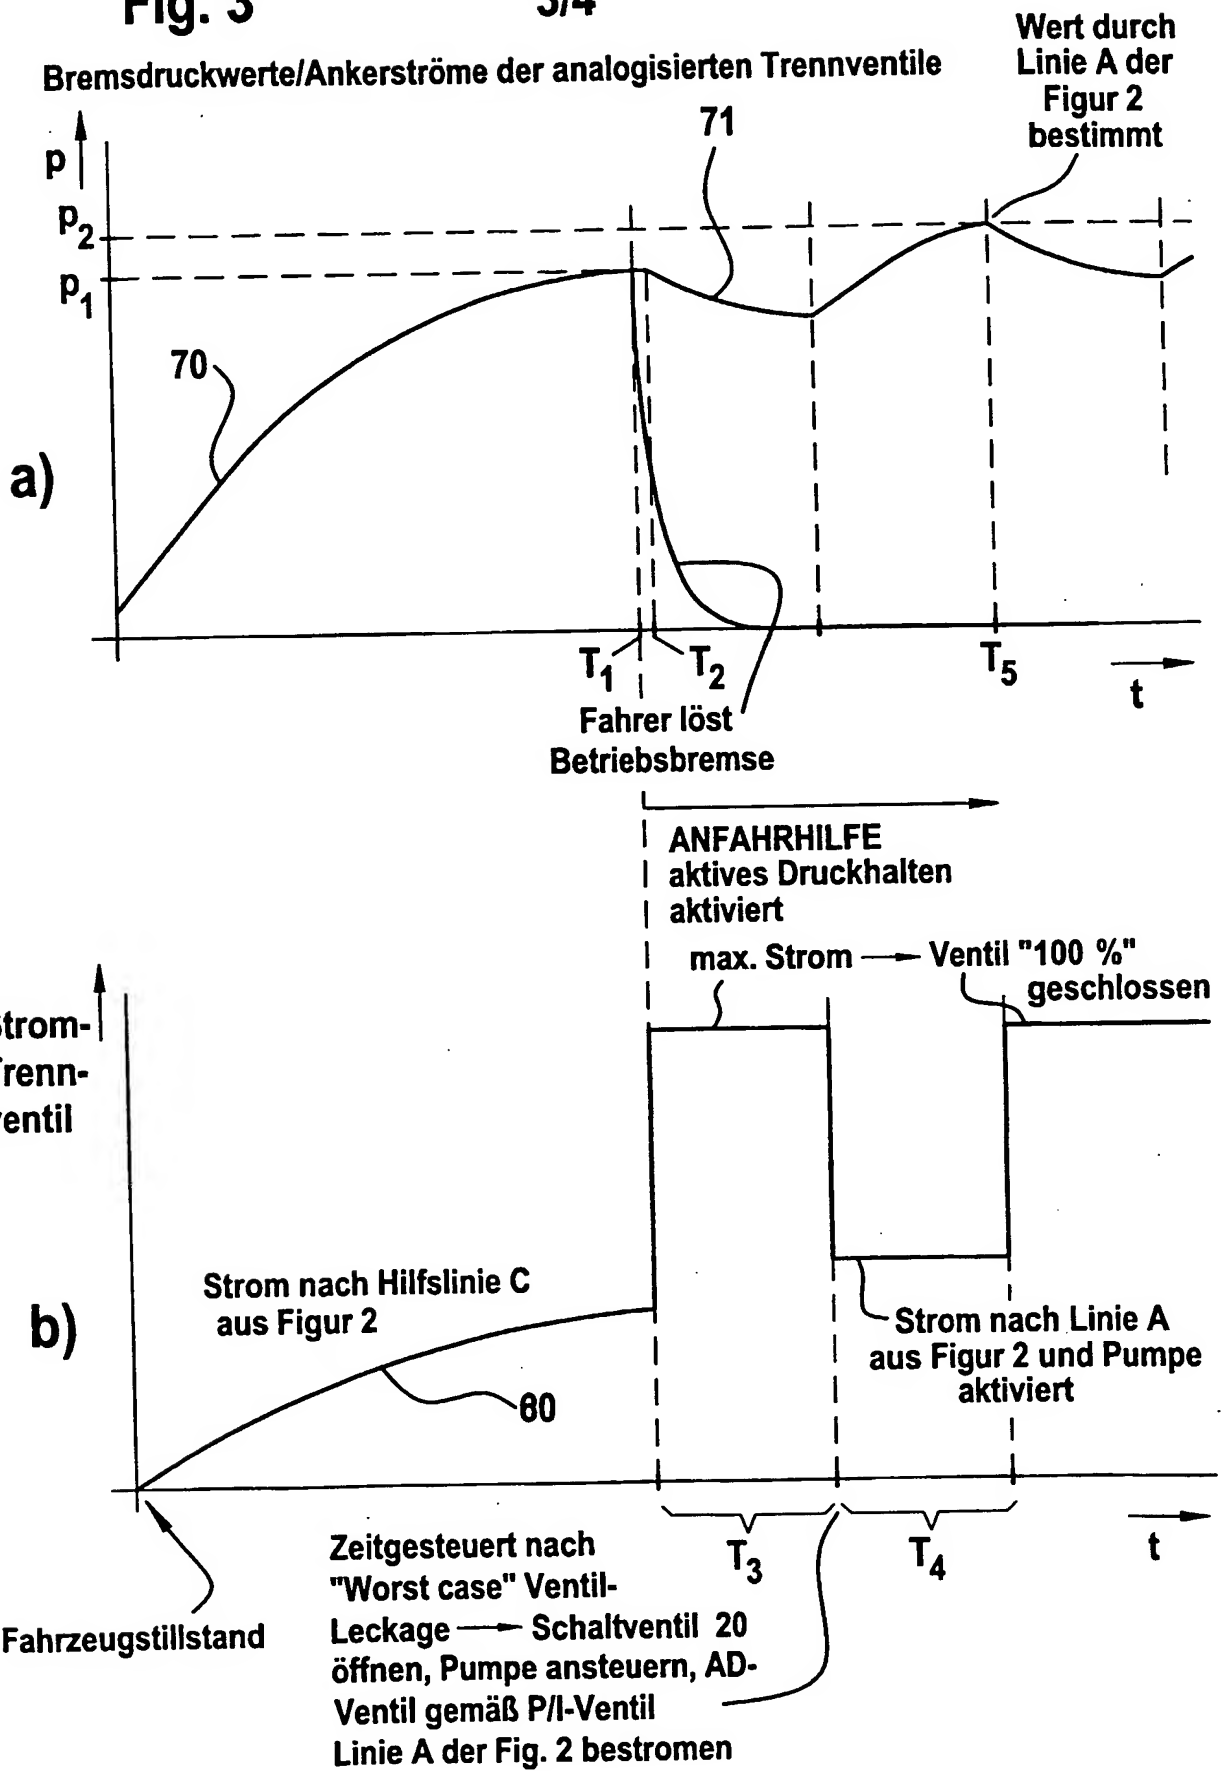 Fig. 3
3/4
Bremsdruckwerte/Ankerströme der analogisierten Trennventile
Wert durch
Linie A der
Figur 2
bestimmt
p
p2
p1
71
70
a)
T1
T2
T5
t
Fahrer löst
Betriebsbremse
ANFAHRHILFE
aktives Druckhalten
aktiviert
max. Strom → Ventil "100 %"
geschlossen
Strom-
Trenn-
ventil
b)
Strom nach Hilfslinie C
aus Figur 2
80
Strom nach Linie A
aus Figur 2 und Pumpe
aktiviert
T3
T4
t
Fahrzeugstillstand
Zeitgesteuert nach
"Worst case" Ventil-
Leckage → Schaltventil 20
öffnen, Pumpe ansteuern, AD-
Ventil gemäß P/I-Ventil
Linie A der Fig. 2 bestromen